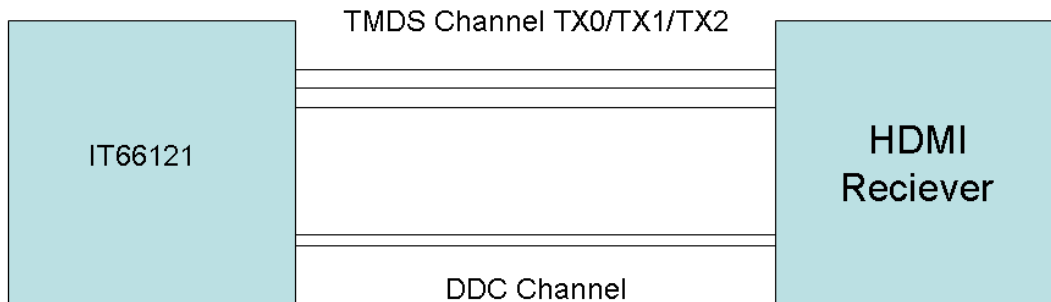 TMDS Channel TX0/TX1/TX2
IT66121
HDMI
Reciever
DDC Channel